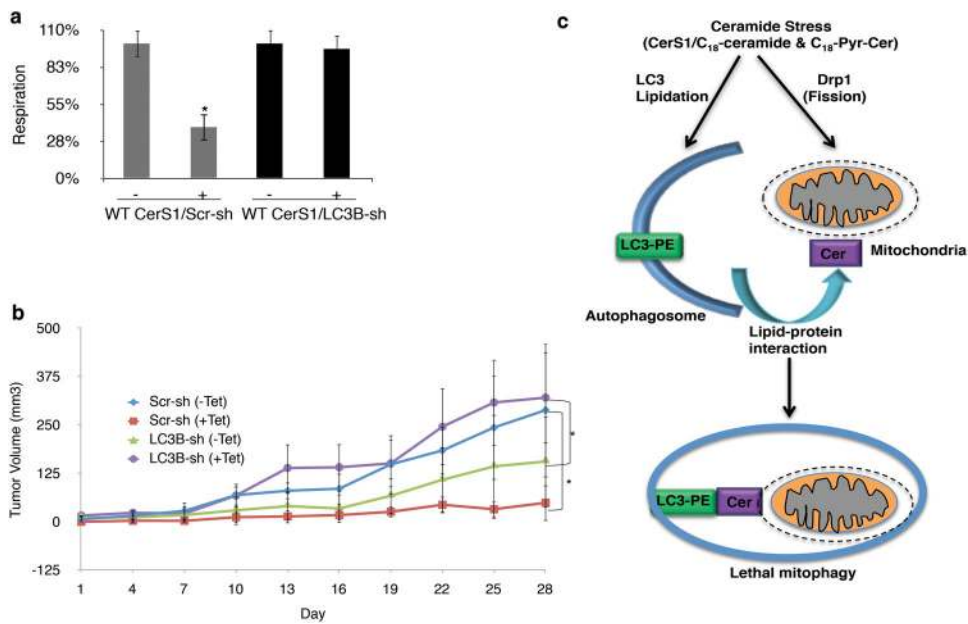 a
110%
83%
55%
28%
0%
Respiration
*
- + - +
WT CerS1/Scr-sh WT CerS1/LC3B-sh
b
500
375
250
125
0
-125
Tumor Volume (mm3)
Scr-sh (-Tet)
Scr-sh (+Tet)
LC3B-sh (-Tet)
LC3B-sh (+Tet)
*
*
1 4 7 10 13 16 19 22 25 28
Day
c
Ceramide Stress
(CerS1/C18-ceramide & C18-Pyr-Cer)
LC3
Lipidation
Drp1
(Fission)
LC3-PE
Cer
Mitochondria
Autophagosome
Lipid-protein
interaction
LC3-PE
Cer
Lethal mitophagy